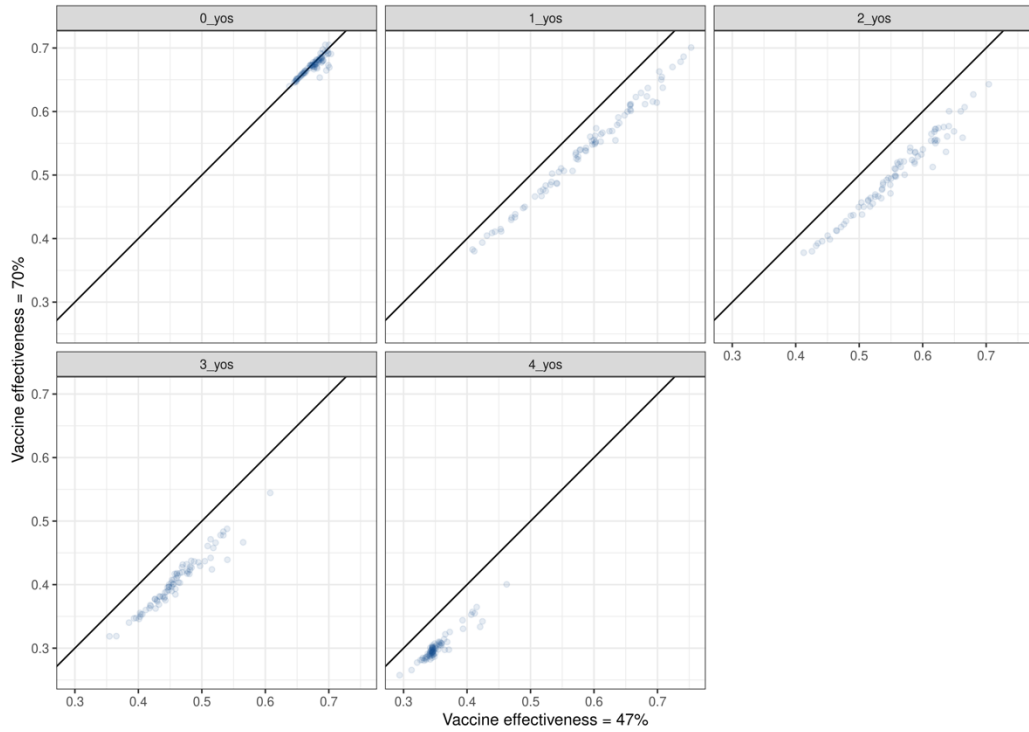 0_yos 1_yos 2_yos
0.7
0.6
0.5
0.4
0.3
0.3 0.4 0.5 0.6 0.7
3_yos 4_yos
0.7
0.6
0.5
0.4
0.3
0.3 0.4 0.5 0.6 0.7 0.3 0.4 0.5 0.6 0.7
Vaccine effectiveness = 70%
Vaccine effectiveness = 47%